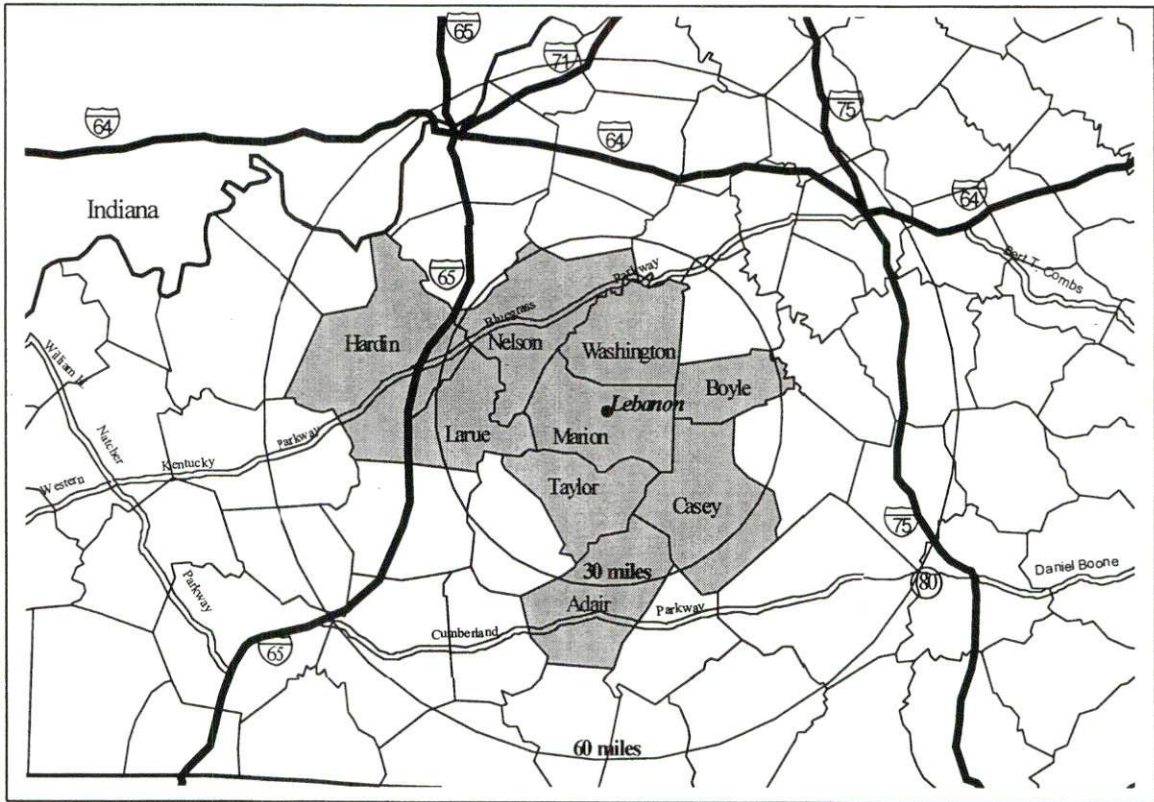 65
71
75
64
64
64
Indiana
65
Bert T. Combs
Parkway
Bluegrass
Hardin
Nelson
Washington
Boyle
William H.
Lebanon
Larue
Marion
Natcher
Parkway
Kentucky
Western
Taylor
Casey
75
Daniel Boone
30 miles
80
Parkway
Adair
Parkway
Cumberland
65
60 miles